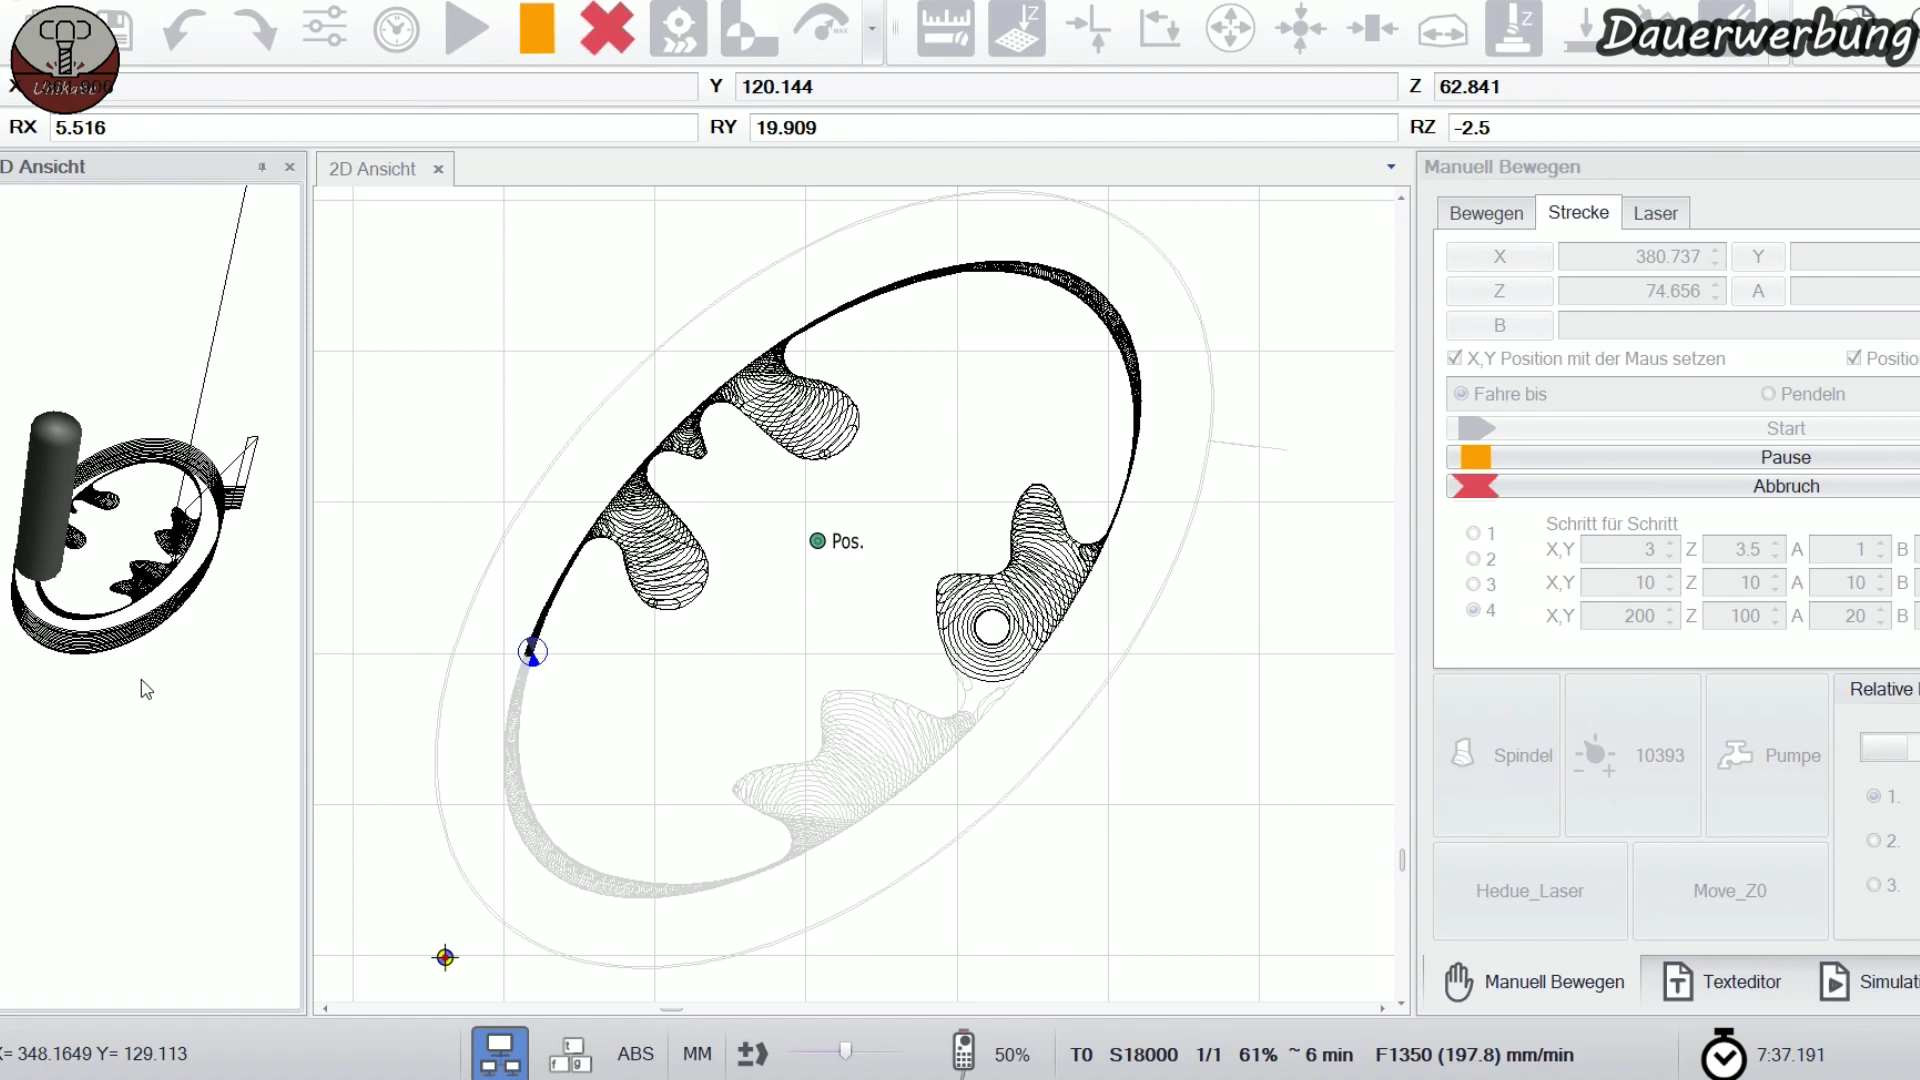 Dauerwerbung
MAX
Z
Z
X
Y 120.144
Z 62.841
RX 5.516
RY 19.909
RZ -2.5
D Ansicht
2D Ansicht
Manuell Bewegen
Bewegen Strecke Laser
X 380.737 Y
Z 74.656 A
B
X,Y Position mit der Maus setzen Positio
Fahre bis Pendeln
Start
Pause
Abbruch
Schritt für Schritt
1
2
3
4
X,Y 3 Z 3.5 A 1 B
X,Y 10 Z 10 A 10 B
X,Y 200 Z 100 A 20 B
Pos.
Spindel 10393 Pumpe
Relative
1.
2.
3.
Hedue_Laser Move_Z0
Manuell Bewegen Texteditor Simulati
X= 348.1649 Y= 129.113
t
f g
ABS MM 50% T0 S18000 1/1 61% ~ 6 min F1350 (197.8) mm/min 7:37.191